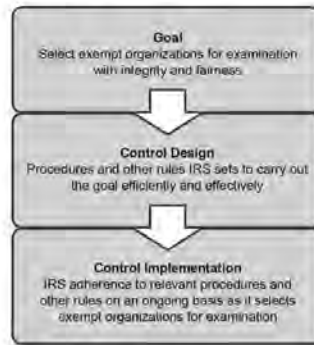 Goal
Select exempt organizations for examination
with integrity and fairness
Control Design
Procedures and other rules IRS sets to carry out
the goal efficiently and effectively
Control Implementation
IRS adherence to relevant procedures and
other rules on an ongoing basis as it selects
exempt organizations for examination